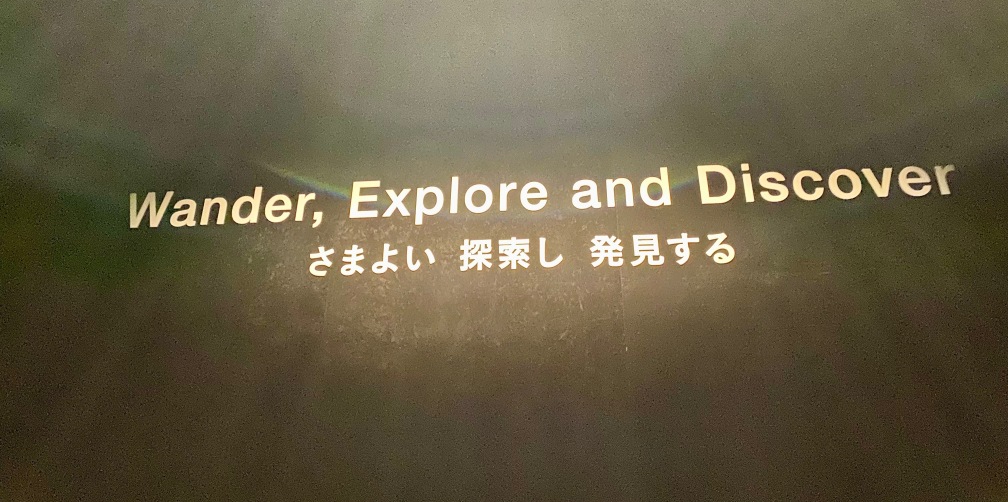 Wander, Explore and Discover
さまよい 探索し 発見する